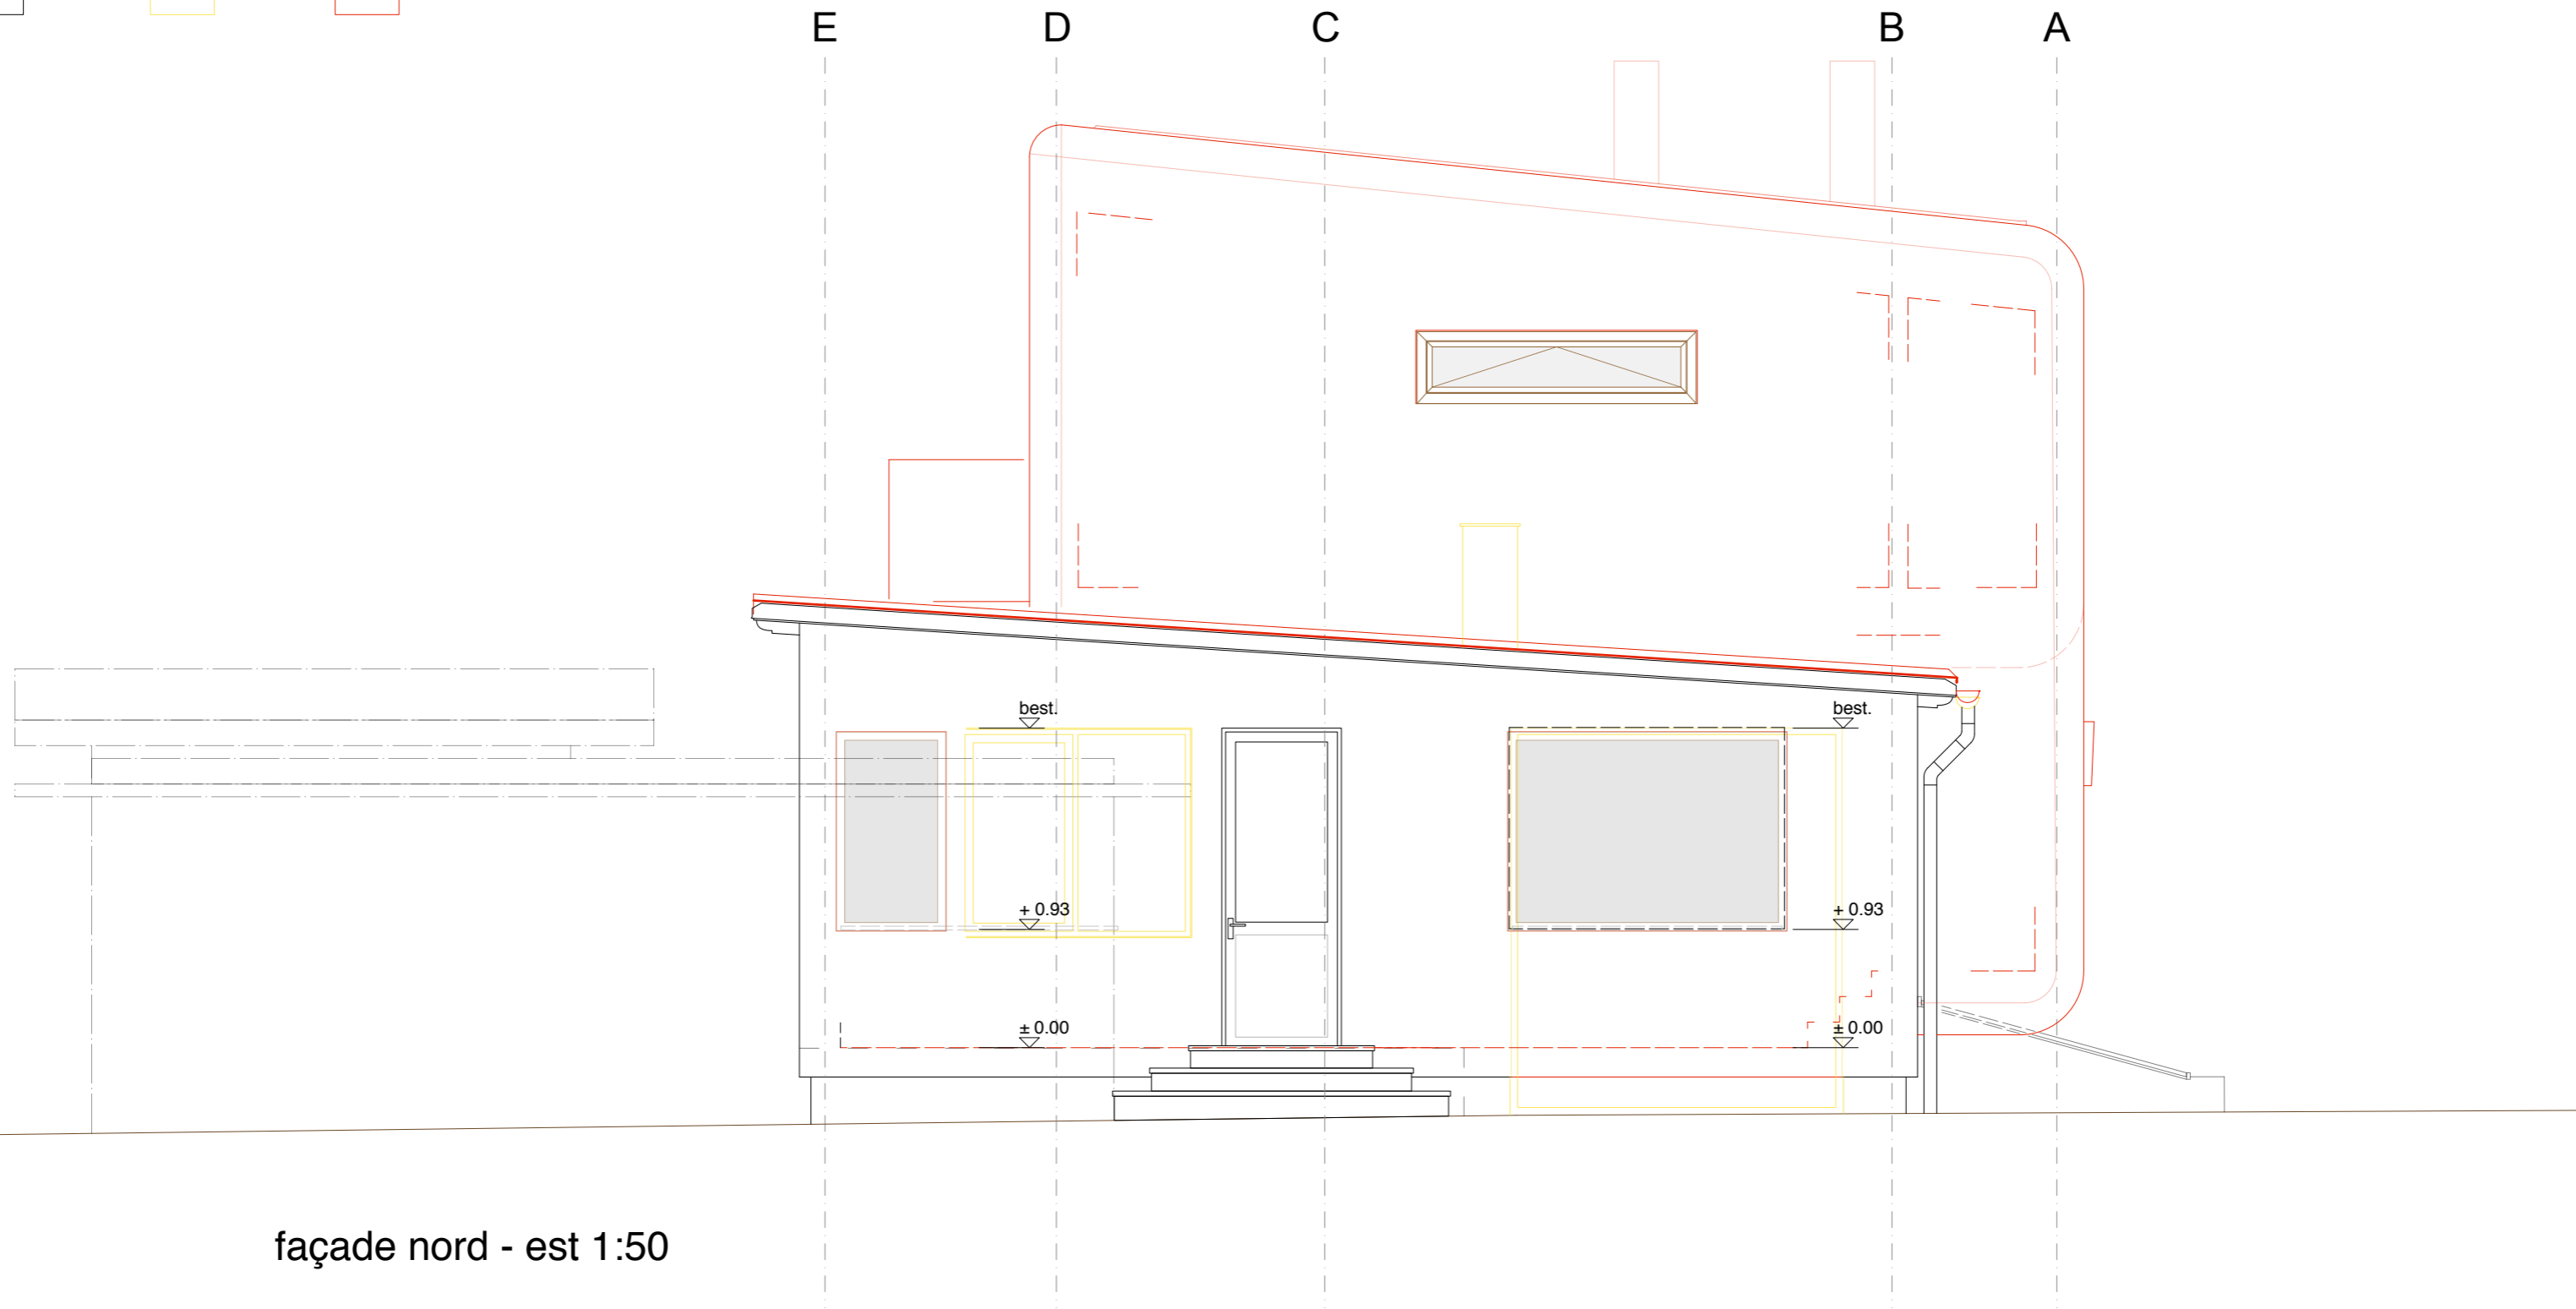 E D C B A
best. best.
+ 0.93 + 0.93
± 0.00 ± 0.00
façade nord - est 1:50